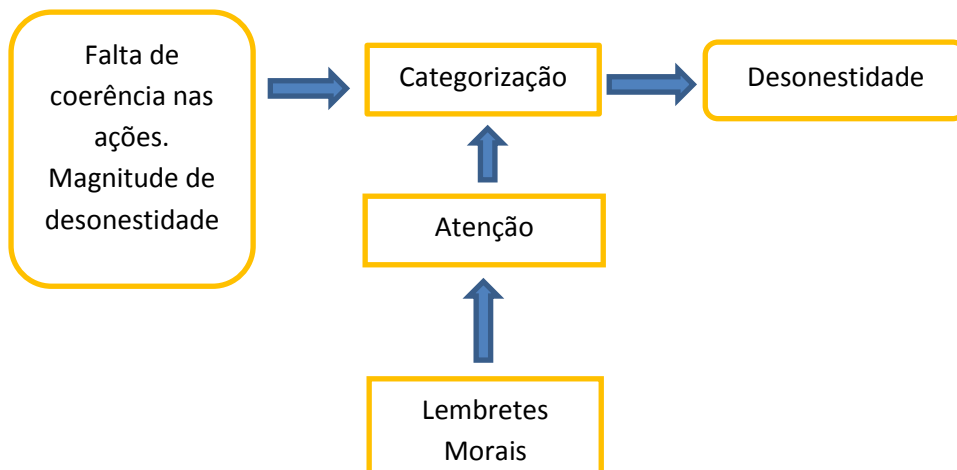 Falta de
coerência nas
ações.
Magnitude de
desonestidade
Categorização
Desonestidade
Atenção
Lembretes
Morais